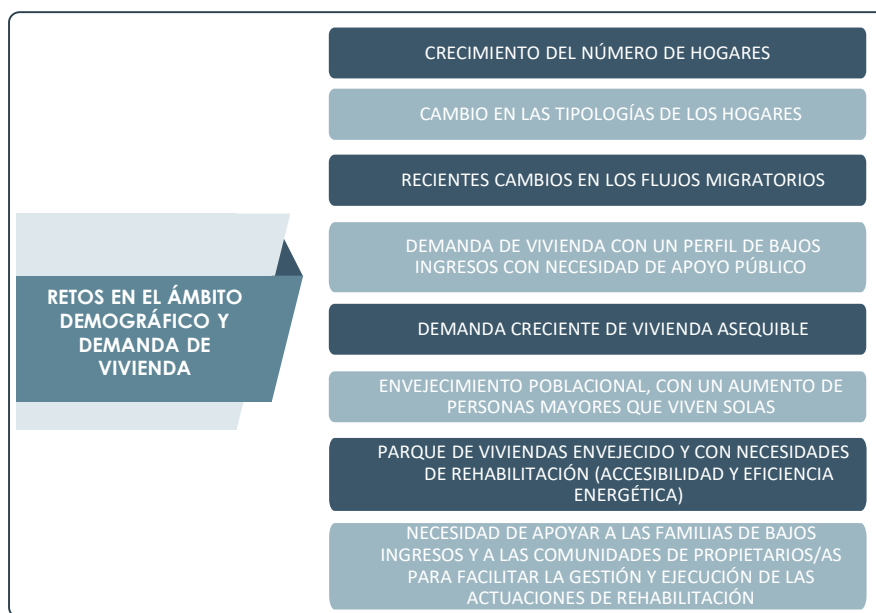 CRECIMIENTO DEL NÚMERO DE HOGARES
CAMBIO EN LAS TIPOLOGÍAS DE LOS HOGARES
RECIENTES CAMBIOS EN LOS FLUJOS MIGRATORIOS
DEMANDA DE VIVIENDA CON UN PERFIL DE BAJOS
INGRESOS CON NECESIDAD DE APOYO PÚBLICO
RETOS EN EL ÁMBITO
DEMOGRÁFICO Y
DEMANDA DE
VIVIENDA
DEMANDA CRECIENTE DE VIVIENDA ASEQUIBLE
ENVEJECIMIENTO POBLACIONAL, CON UN AUMENTO DE
PERSONAS MAYORES QUE VIVEN SOLAS
PARQUE DE VIVIENDAS ENVEJECIDO Y CON NECESIDADES
DE REHABILITACIÓN (ACCESIBILIDAD Y EFICIENCIA
ENERGÉTICA)
NECESIDAD DE APOYAR A LAS FAMILIAS DE BAJOS
INGRESOS Y A LAS COMUNIDADES DE PROPIETARIOS/AS
PARA FACILITAR LA GESTIÓN Y EJECUCIÓN DE LAS
ACTUACIONES DE REHABILITACIÓN